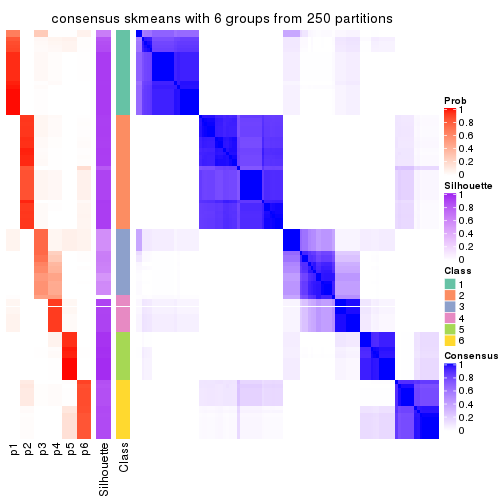 consensus skmeans with 6 groups from 250 partitions
Prob
1
0.8
0.6
0.4
0.2
0
Silhouette
1
0.8
0.6
0.4
0.2
0
Class
1
2
3
4
5
6
Consensus
1
0.8
0.6
0.4
0.2
0
p1
p2
p3
p4
p5
p6
Silhouette
Class